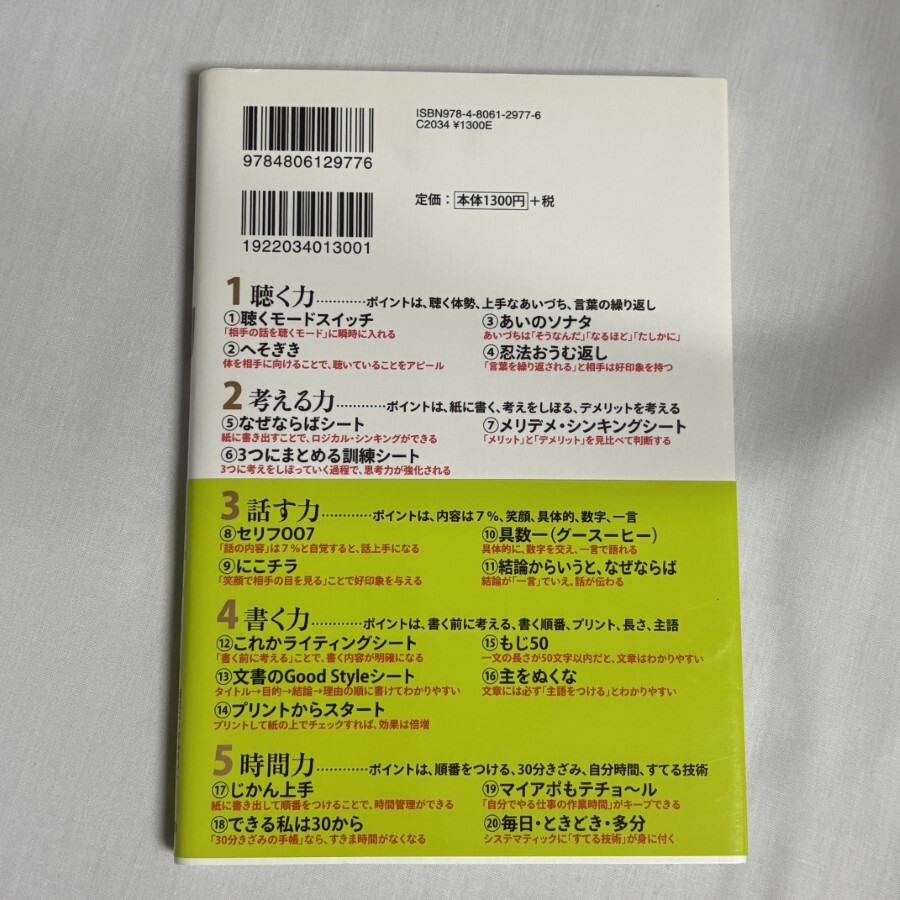 ISBN978-4-8061-2977-6
C2034 ¥1300E
9784806129776
定価：本体1300円＋税
1922034013001
1 聴く力…………ポイントは、聴く体勢、上手なあいづち、言葉の繰り返し
①聴くモードスイッチ
「相手の話を聴くモード」に瞬時に入れる
②へそぎき
体を相手に向けることで、聴いていることをアピール
③あいのソナタ
あいづちは「そうなんだ」「なるほど」「たしかに」
④忍法おうむ返し
「言葉を繰り返される」と相手は好印象を持つ
2 考える力…………ポイントは、紙に書く、考えをしぼる、デメリットを考える
⑤なぜならばシート
紙に書き出すことで、ロジカル・シンキングができる
⑥3つにまとめる訓練シート
3つに考えをしぼっていく過程で、思考力が強化される
⑦メリデメ・シンキングシート
「メリット」と「デメリット」を見比べて判断する
3 話す力…………ポイントは、内容は7%、笑顔、具体的、数字、一言
⑧セリフ007
「話の内容」は7%と自覚すると、話上手になる
⑨にこチラ
「笑顔で相手の目を見る」ことで好印象を与える
⑩具数一（グースーヒー）
具体的に、数字を交え、一言で語れる
⑪結論からいうと、なぜならば
結論が「一言」でいえ、話が伝わる
4 書く力…………ポイントは、書く前に考える、書く順番、プリント、長さ、主語
⑫これかライティングシート
「書く前に考える」ことで、書く内容が明確になる
⑬文書のGood Styleシート
タイトル→目的→結論→理由の順に書けてわかりやすい
⑭プリントからスタート
プリントして紙の上でチェックすれば、効果は倍増
⑮もじ50
一文の長さが50文字以内だと、文章はわかりやすい
⑯主をぬくな
文章には必ず「主語をつける」とわかりやすい
5 時間力…………ポイントは、順番をつける、30分きざみ、自分時間、すてる技術
⑰じかん上手
紙に書き出して順番をつけることで、時間管理ができる
⑱できる私は30から
「30分きざみの手帳」なら、すきま時間がなくなる
⑲マイアポもテチョ〜ル
「自分でやる仕事の作業時間」がキープできる
⑳毎日・ときどき・多分
システマティックに「すてる技術」が身に付く